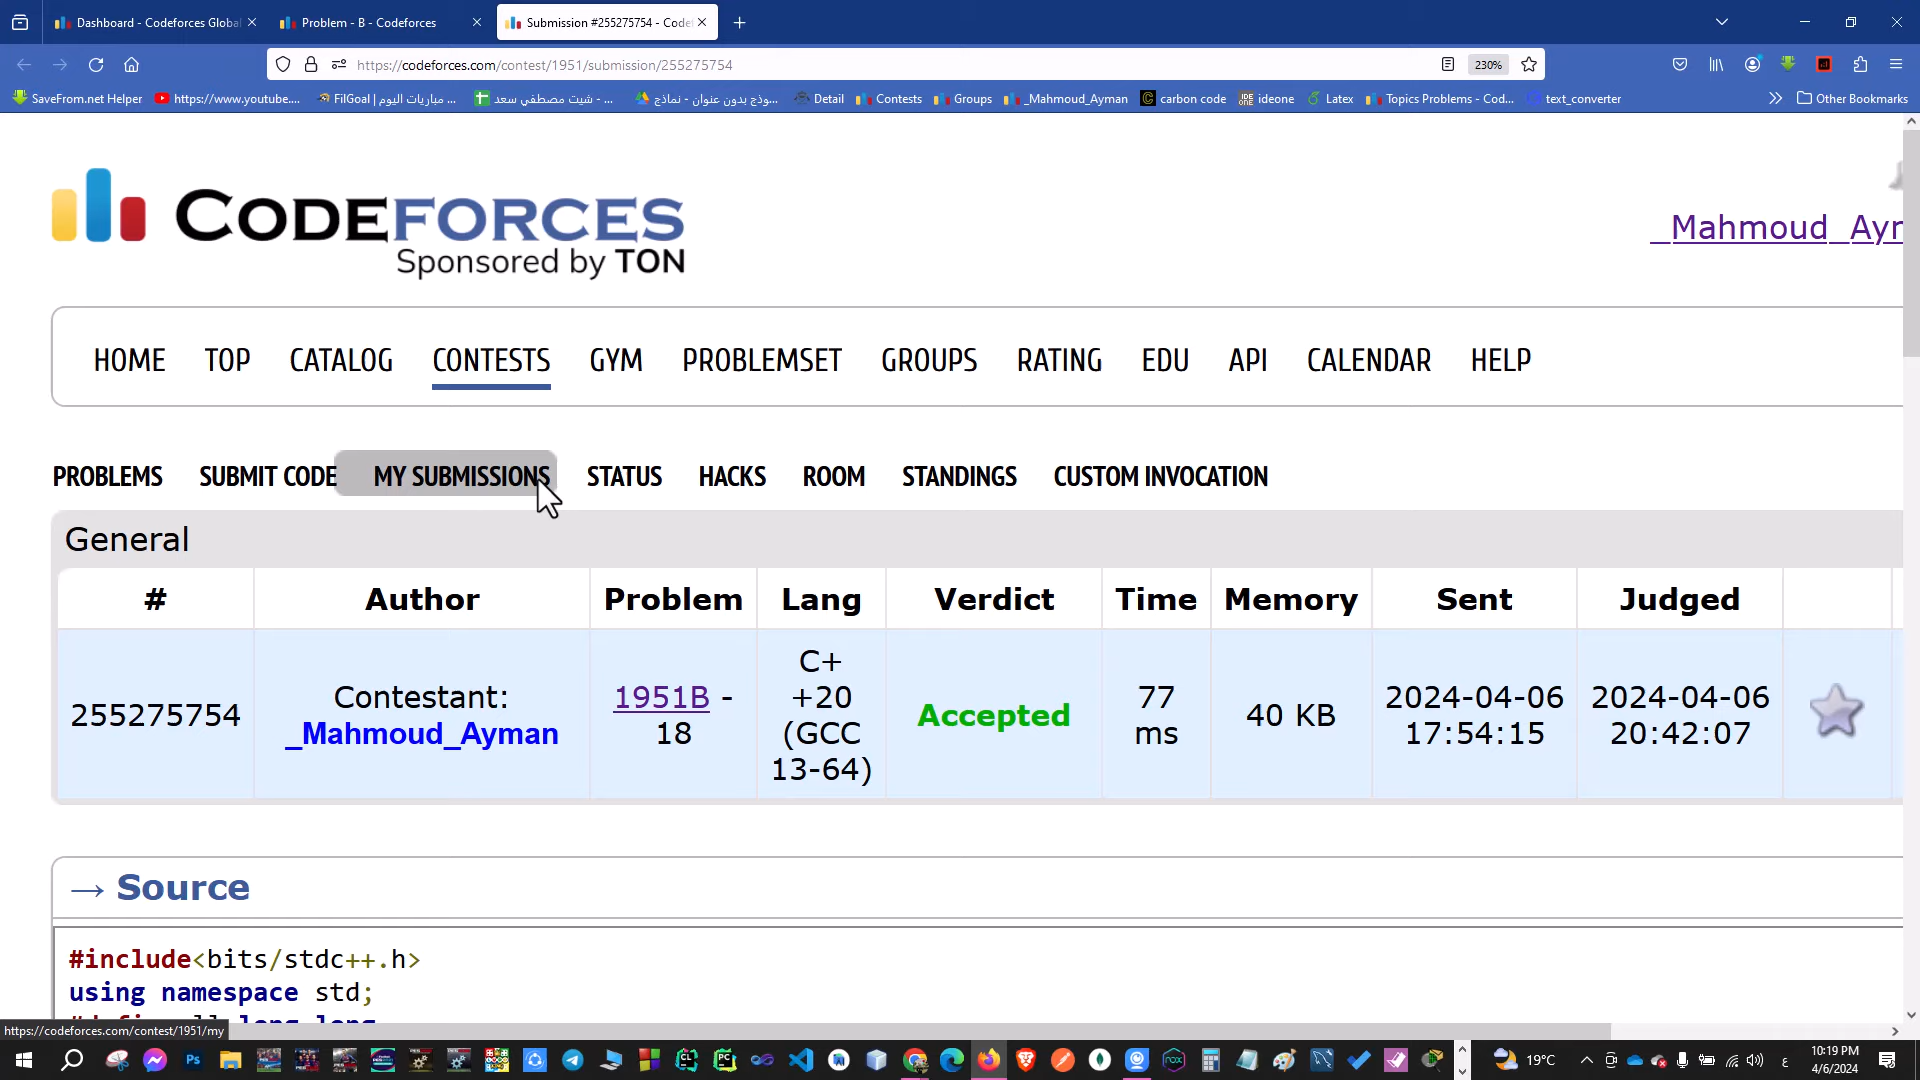 Dashboard - Codeforces Global
Problem - B - Codeforces
Submission #255275754 - Code
https://codeforces.com/contest/1951/submission/255275754
230%
SaveFrom.net Helper
https://www.youtube....
FilGoal | مباريات اليوم ...
شيت مصطفي سعد - ...
نموذج بدون عنوان - نماذج...
Detail
Contests
Groups
_Mahmoud_Ayman
carbon code
ideone
Latex
Topics Problems - Cod...
text_converter
Other Bookmarks
CODEFORCES
Sponsored by TON
_Mahmoud_Ayr
HOME TOP CATALOG CONTESTS GYM PROBLEMSET GROUPS RATING EDU API CALENDAR HELP
PROBLEMS SUBMIT CODE MY SUBMISSIONS STATUS HACKS ROOM STANDINGS CUSTOM INVOCATION
General
# Author Problem Lang Verdict Time Memory Sent Judged
255275754
Contestant:
_Mahmoud_Ayman
1951B -
18
C+
+20
(GCC
13-64)
Accepted
77
ms
40 KB
2024-04-06
17:54:15
2024-04-06
20:42:07
→ Source
#include<bits/stdc++.h>
using namespace std;
https://codeforces.com/contest/1951/my
19°C
ع
10:19 PM
4/6/2024